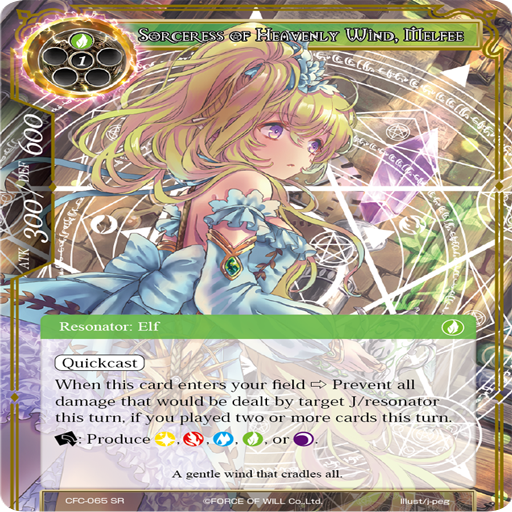 Sorceress of Heavenly Wind, Melfee
1
ATK 300 / DEF 600
Resonator: Elf
Quickcast
When this card enters your field ⇨ Prevent all
damage that would be dealt by target J/resonator
this turn, if you played two or more cards this turn.
: Produce , , , , or .
A gentle wind that cradles all.
CFC-065 SR ©FORCE OF WILL Co.,Ltd. illust/j-peg